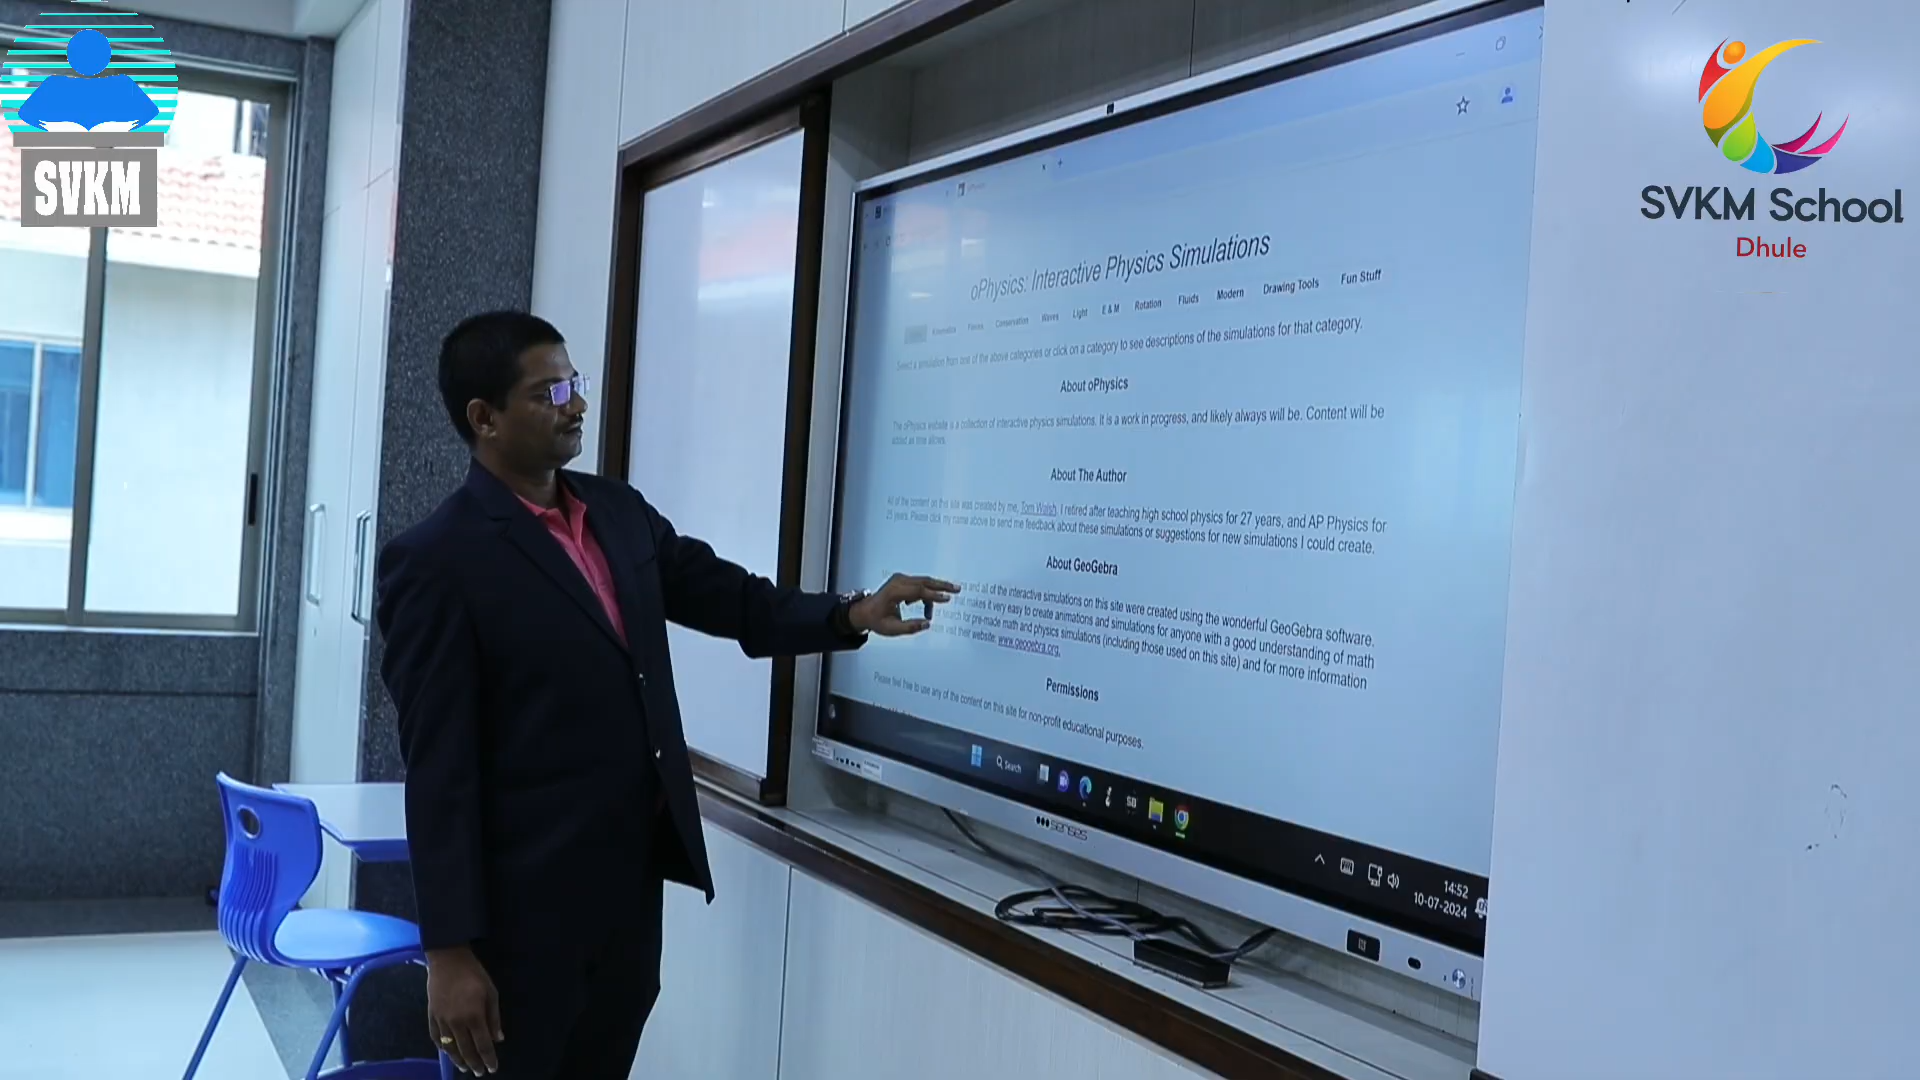 SVKM
SVKM School
Dhule
oPhysics: Interactive Physics Simulations
Kinematics Forces Conservation Waves Light E & M Rotation Fluids Modern Drawing Tools Fun Stuff
Select a simulation from one of the above categories or click on a category to see descriptions of the simulations for that category.
About oPhysics
The oPhysics website is a collection of interactive physics simulations. It is a work in progress, and likely always will be. Content will be
added as time allows.
About The Author
All of the content on this site was created by me, Tom Walsh. I retired after teaching high school physics for 27 years, and AP Physics for
25 years. Please click my name above to send me feedback about these simulations or suggestions for new simulations I could create.
About GeoGebra
and all of the interactive simulations on this site were created using the wonderful GeoGebra software.
that makes it very easy to create animations and simulations for anyone with a good understanding of math
or search for pre-made math and physics simulations (including those used on this site) and for more information
visit their website: www.geogebra.org.
Permissions
Please feel free to use any of the content on this site for non-profit educational purposes.
Search
14:52
10-07-2024
senses